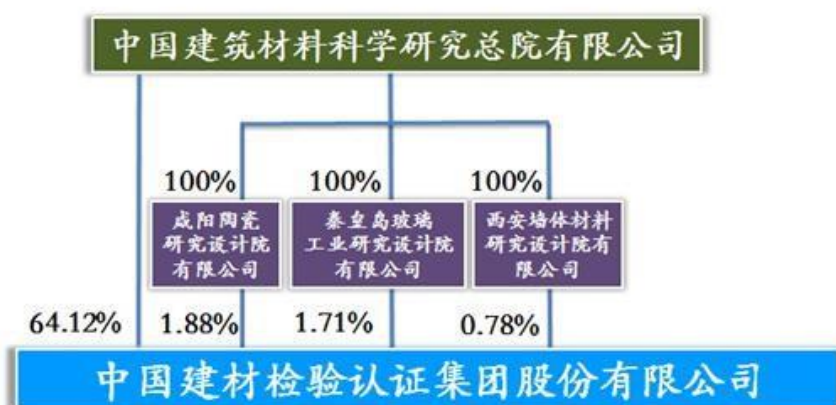 中国建筑材料科学研究总院有限公司
100% 100% 100%
咸阳陶瓷
研究设计院
有限公司
秦皇岛玻璃
工业研究设计院
有限公司
西安墙体材料
研究设计院有
限公司
64.12% 1.88% 1.71% 0.78%
中国建材检验认证集团股份有限公司